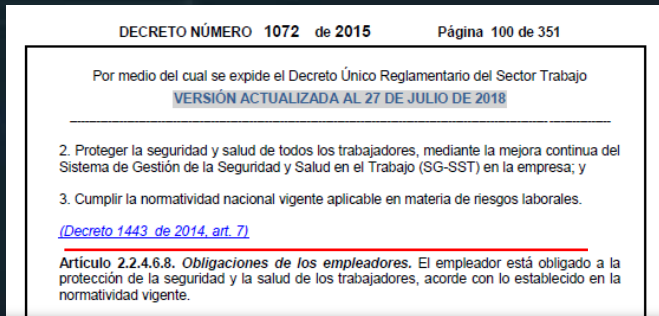 DECRETO NÚMERO 1072 de 2015 Página 100 de 351
Por medio del cual se expide el Decreto Único Reglamentario del Sector Trabajo
VERSIÓN ACTUALIZADA AL 27 DE JULIO DE 2018
2. Proteger la seguridad y salud de todos los trabajadores, mediante la mejora continua del
Sistema de Gestión de la Seguridad y Salud en el Trabajo (SG-SST) en la empresa; y
3. Cumplir la normatividad nacional vigente aplicable en materia de riesgos laborales.
(Decreto 1443 de 2014, art. 7)
Artículo 2.2.4.6.8. Obligaciones de los empleadores. El empleador está obligado a la
protección de la seguridad y la salud de los trabajadores, acorde con lo establecido en la
normatividad vigente.